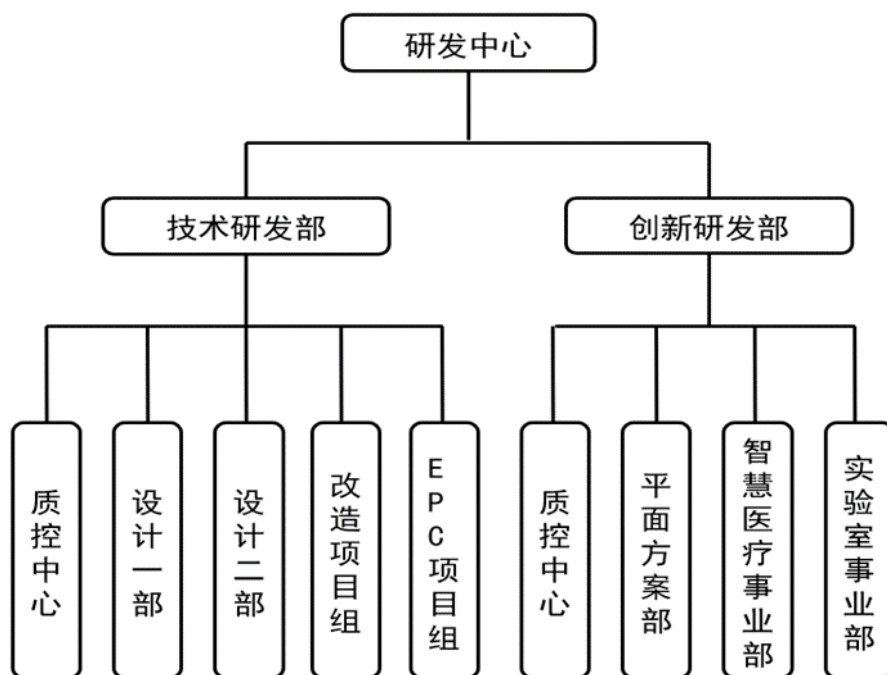 研发中心
技术研发部
创新研发部
质控中心
设计一部
设计二部
改造项目组
EPC项目组
质控中心
平面方案部
智慧医疗事业部
实验室事业部